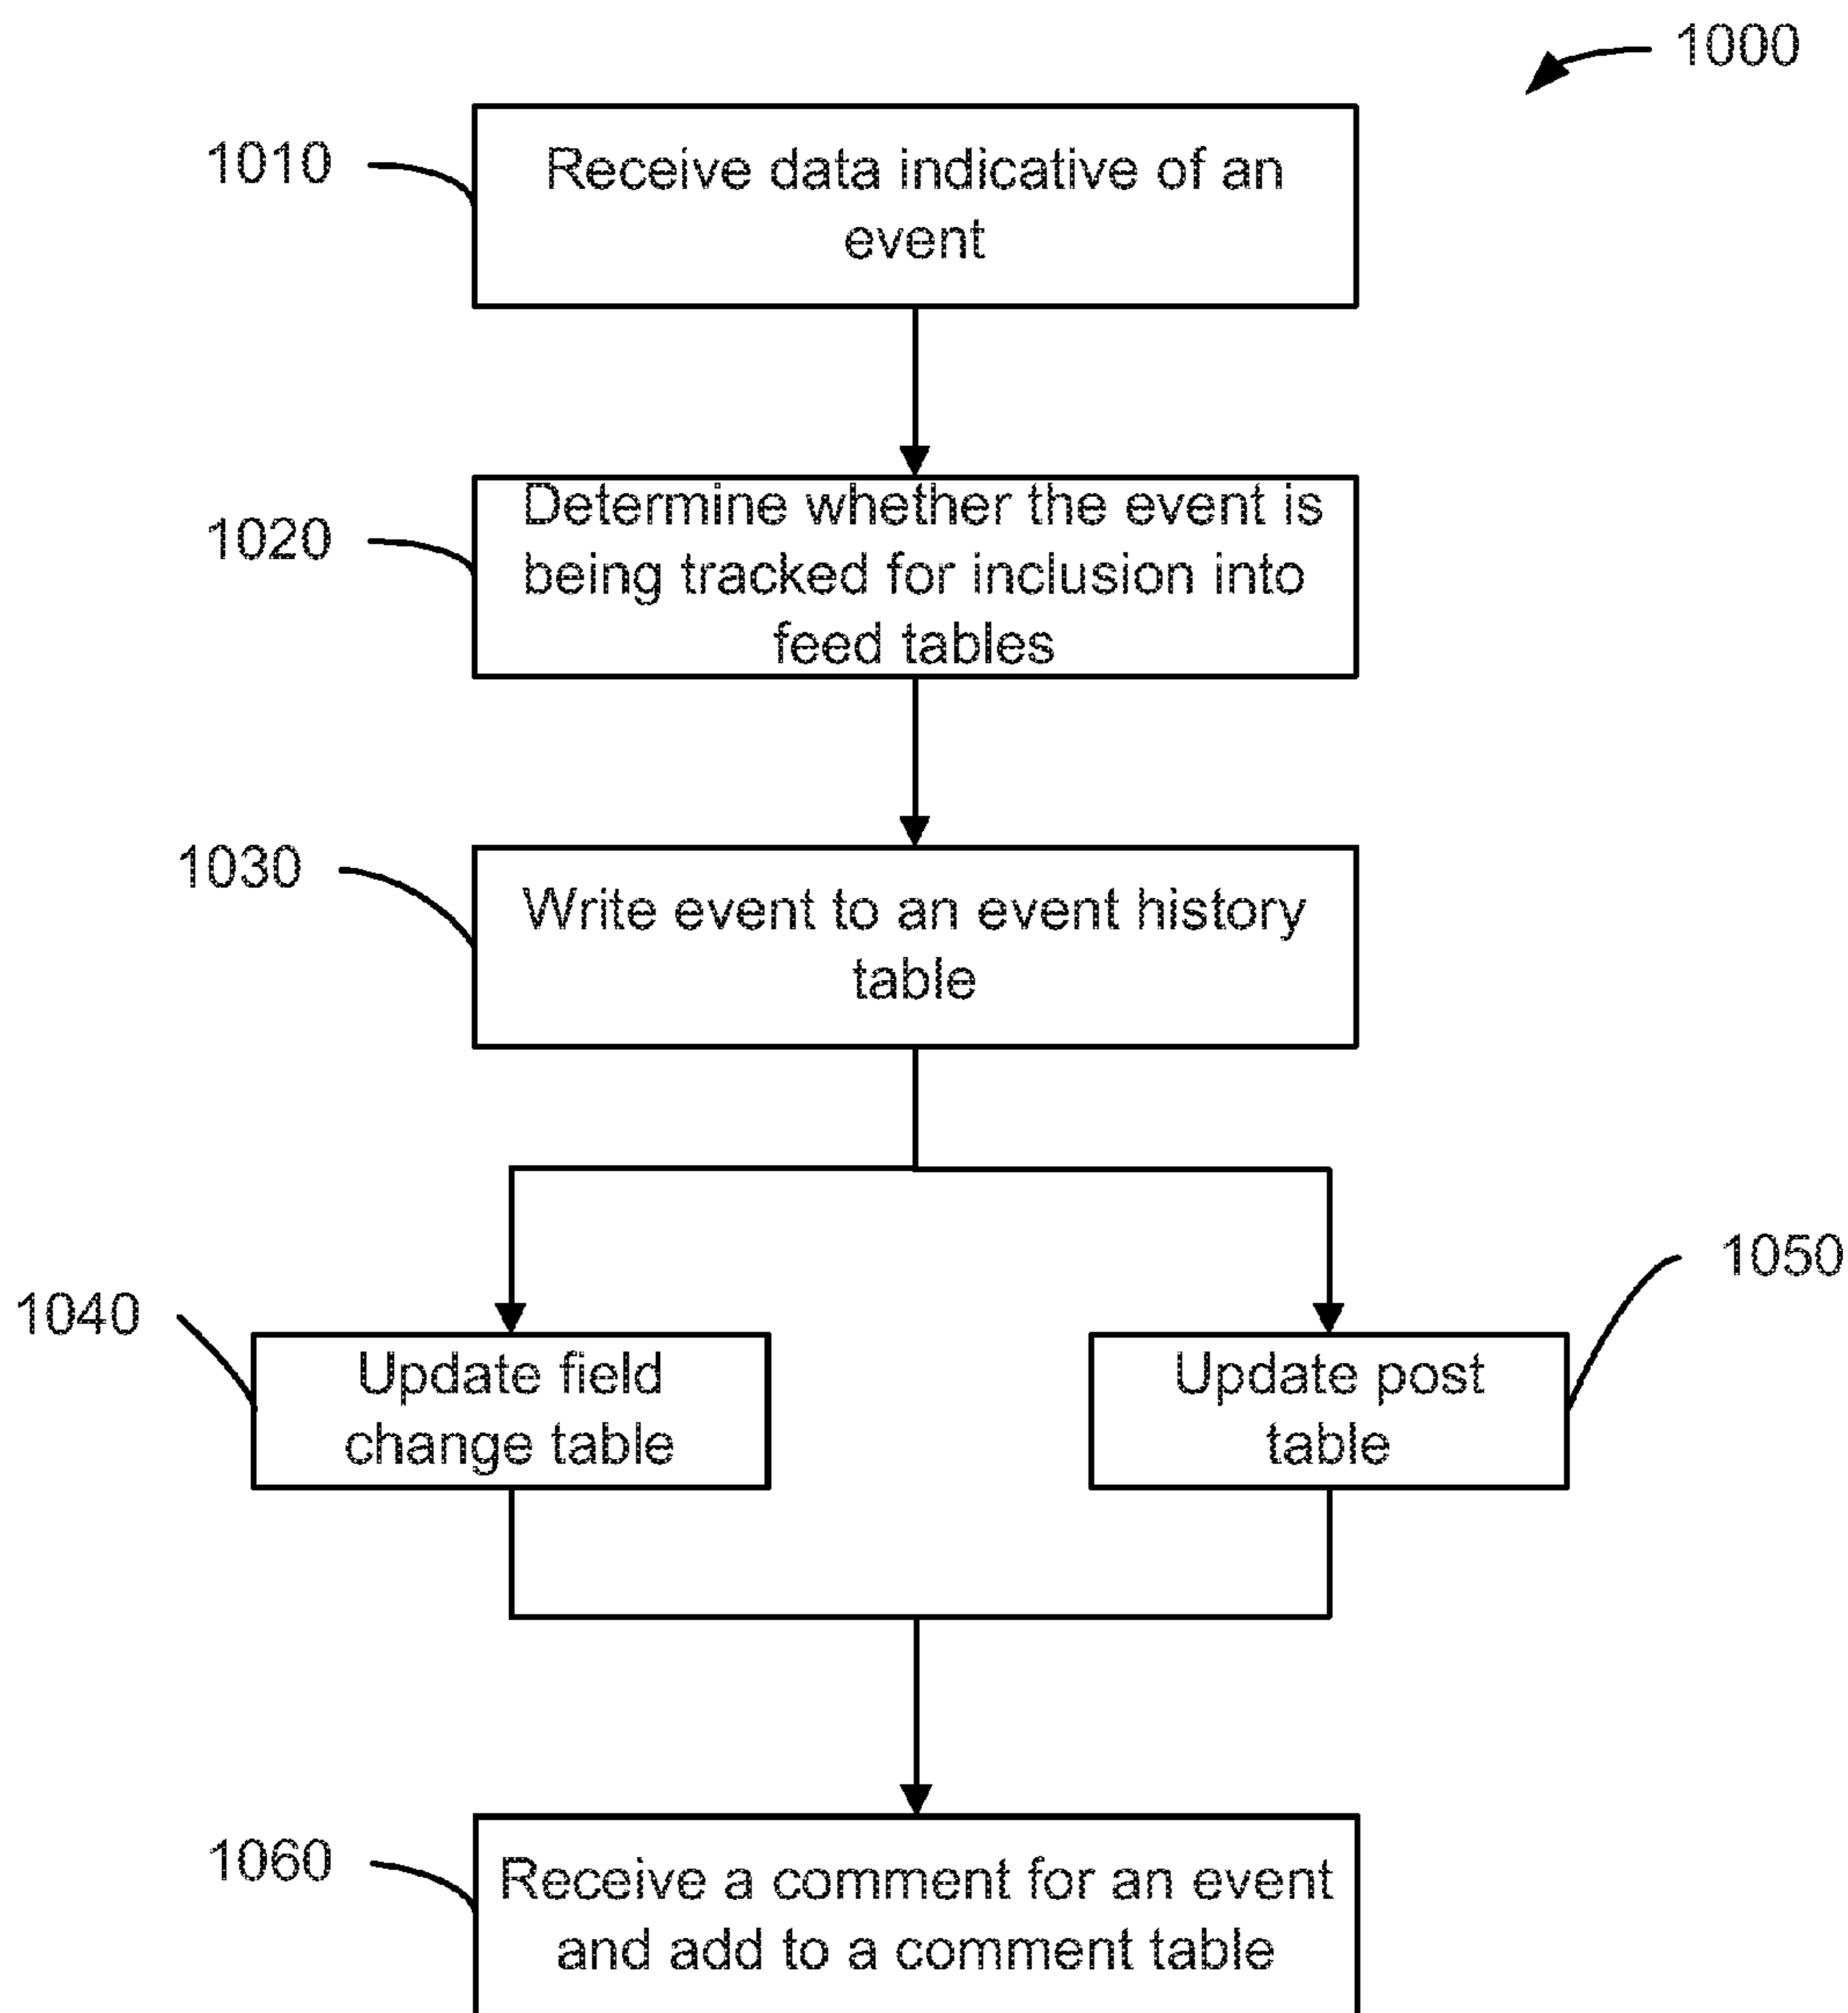 1000
1010
Receive data indicative of an
event
1020
Determine whether the event is
being tracked for inclusion into
feed tables
1030
Write event to an event history
table
1040
Update field
change table
1050
Update post
table
1060
Receive a comment for an event
and add to a comment table